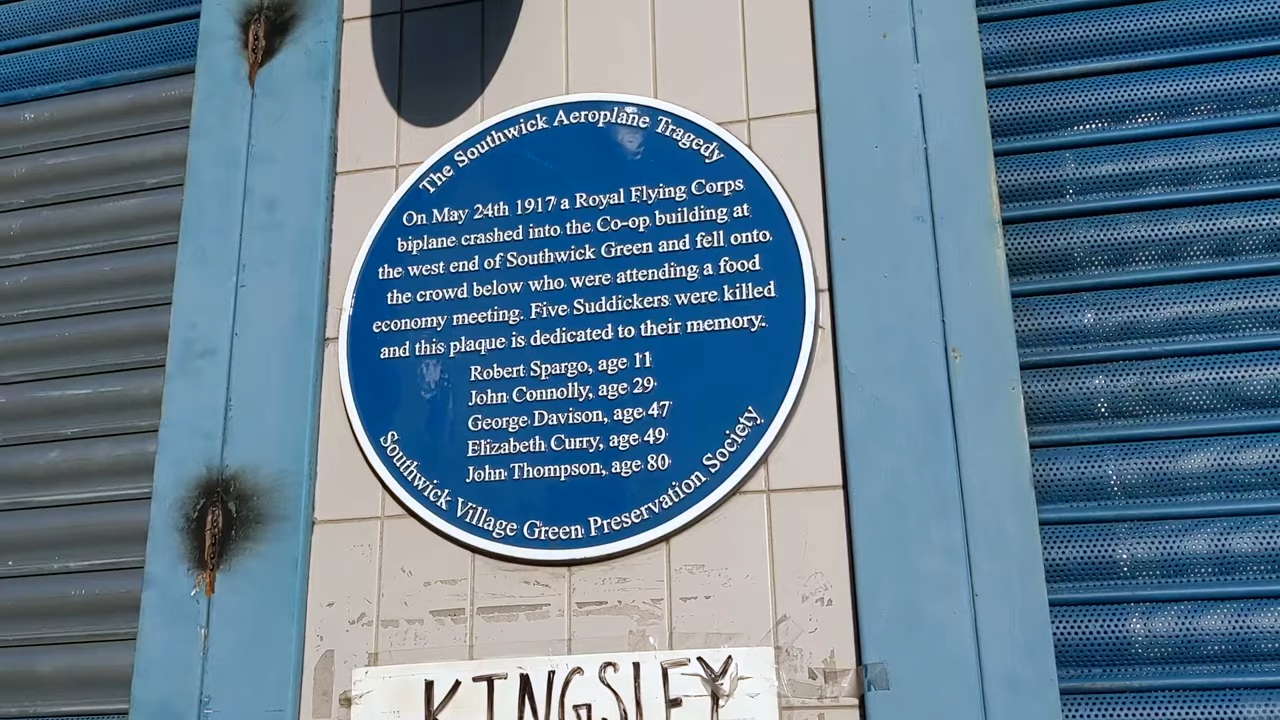 The Southwick Aeroplane Tragedy
On May 24th 1917 a Royal Flying Corps
biplane crashed into the Co-op building at
the west end of Southwick Green and fell onto
the crowd below who were attending a food
economy meeting. Five Suddickers were killed
and this plaque is dedicated to their memory.
Robert Spargo, age 11
John Connolly, age 29
George Davison, age 47
Elizabeth Curry, age 49
John Thompson, age 80
Southwick Village Green Preservation Society
KINGSLEY